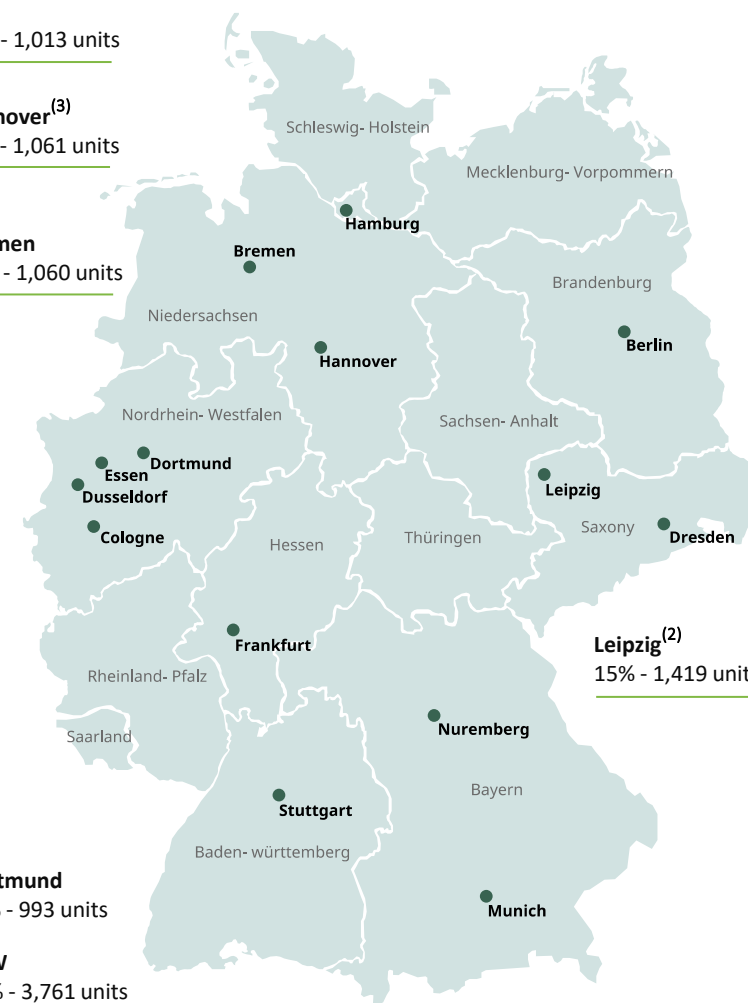 - 1,013 units
nover(3)
- 1,061 units
men
- 1,060 units
Schleswig- Holstein
Mecklenburg- Vorpommern
Hamburg
Bremen
Brandenburg
Niedersachsen
Berlin
Hannover
Nordrhein- Westfalen
Sachsen- Anhalt
Dortmund
Essen
Leipzig
Dusseldorf
Saxony
Cologne
Hessen
Thüringen
Dresden
Frankfurt
Leipzig(2)
15% - 1,419 unit
Rheinland- Pfalz
Nuremberg
Saarland
Bayern
Stuttgart
Baden- württemberg
tmund
- 993 units
Munich
% - 3,761 units